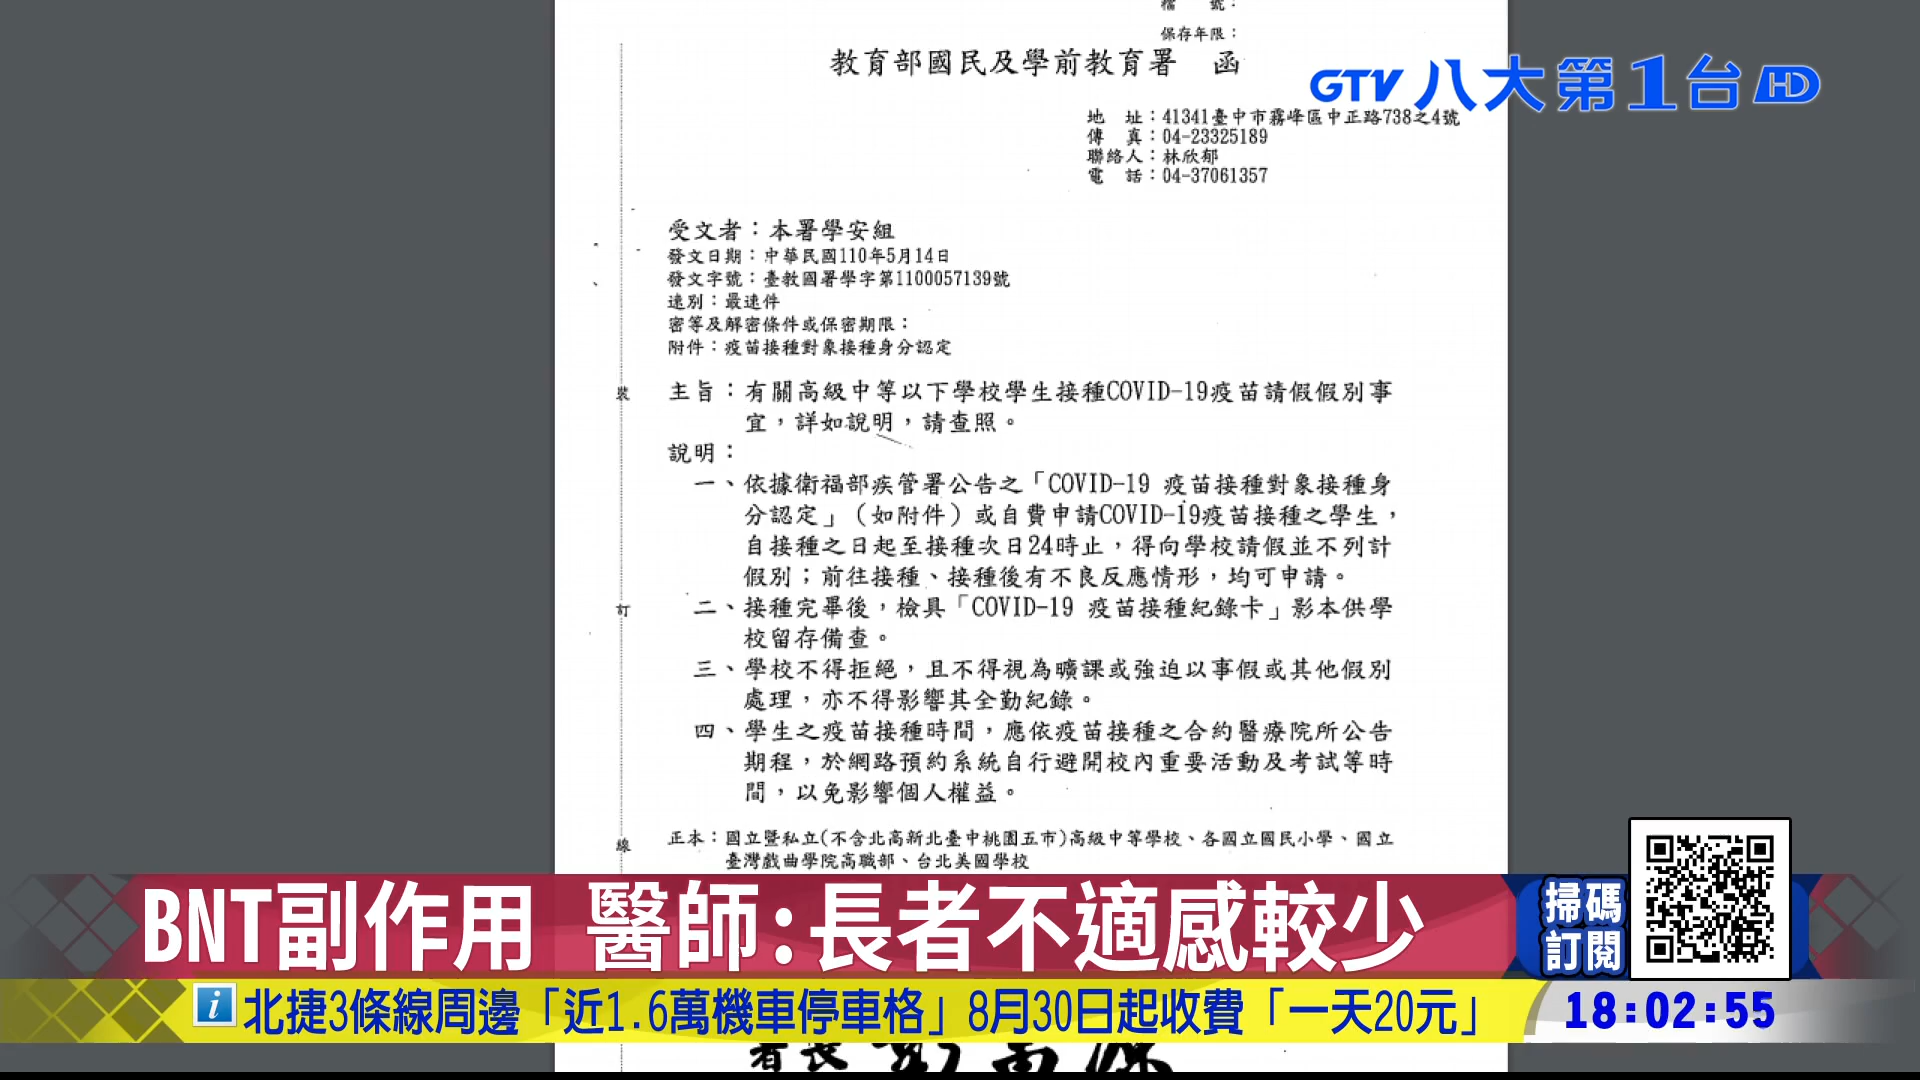 檔　號：
保存年限：
教育部國民及學前教育署　函
GTV 八大第1台 HD
地　址：41341臺中市霧峰區中正路738之4號
傳　真：04-23325189
聯絡人：林欣郁
電　話：04-37061357
受文者：本署學安組
發文日期：中華民國110年5月14日
發文字號：臺教國署學字第1100057139號
速別：最速件
密等及解密條件或保密期限：
附件：疫苗接種對象接種身分認定
裝
主旨：有關高級中等以下學校學生接種COVID-19疫苗請假假別事
宜，詳如說明，請查照。
說明：
一、依據衛福部疾管署公告之「COVID-19 疫苗接種對象接種身
分認定」（如附件）或自費申請COVID-19疫苗接種之學生，
自接種之日起至接種次日24時止，得向學校請假並不列計
假別；前往接種、接種後有不良反應情形，均可申請。
訂
二、接種完畢後，檢具「COVID-19 疫苗接種紀錄卡」影本供學
校留存備查。
三、學校不得拒絕，且不得視為曠課或強迫以事假或其他假別
處理，亦不得影響其全勤紀錄。
四、學生之疫苗接種時間，應依疫苗接種之合約醫療院所公告
期程，於網路預約系統自行避開校內重要活動及考試等時
間，以免影響個人權益。
線
正本：國立暨私立(不含北高新北臺中桃園五市)高級中等學校、各國立國民小學、國立
臺灣戲曲學院高職部、台北美國學校
BNT副作用 醫師:長者不適感較少
掃碼
訂閱
i 北捷3條線周邊「近1.6萬機車停車格」8月30日起收費「一天20元」
18:02:55
署長